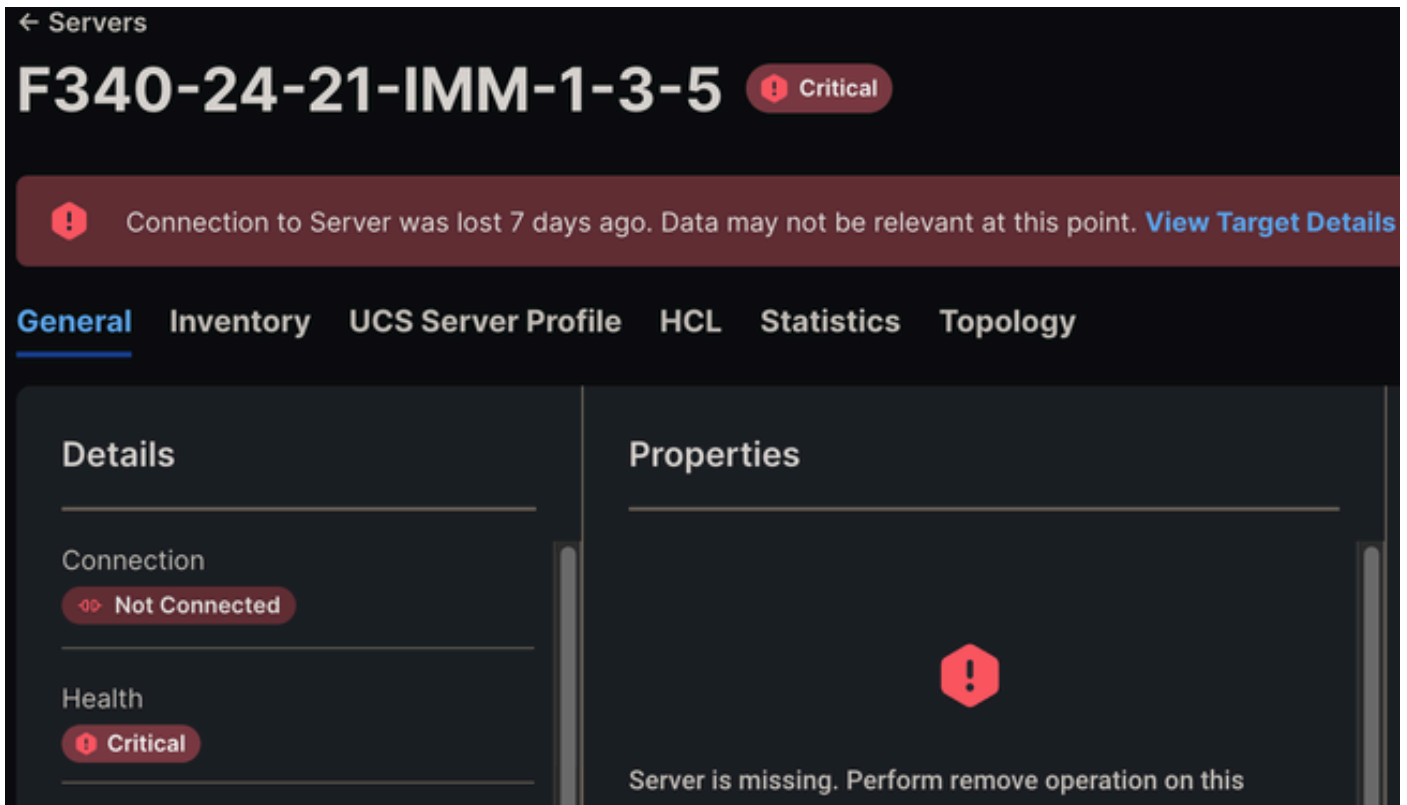 ← Servers
F340-24-21-IMM-1-3-5 Critical
Connection to Server was lost 7 days ago. Data may not be relevant at this point. View Target Details
General Inventory UCS Server Profile HCL Statistics Topology
Details
Connection
Not Connected
Health
Critical
Properties
Server is missing. Perform remove operation on this